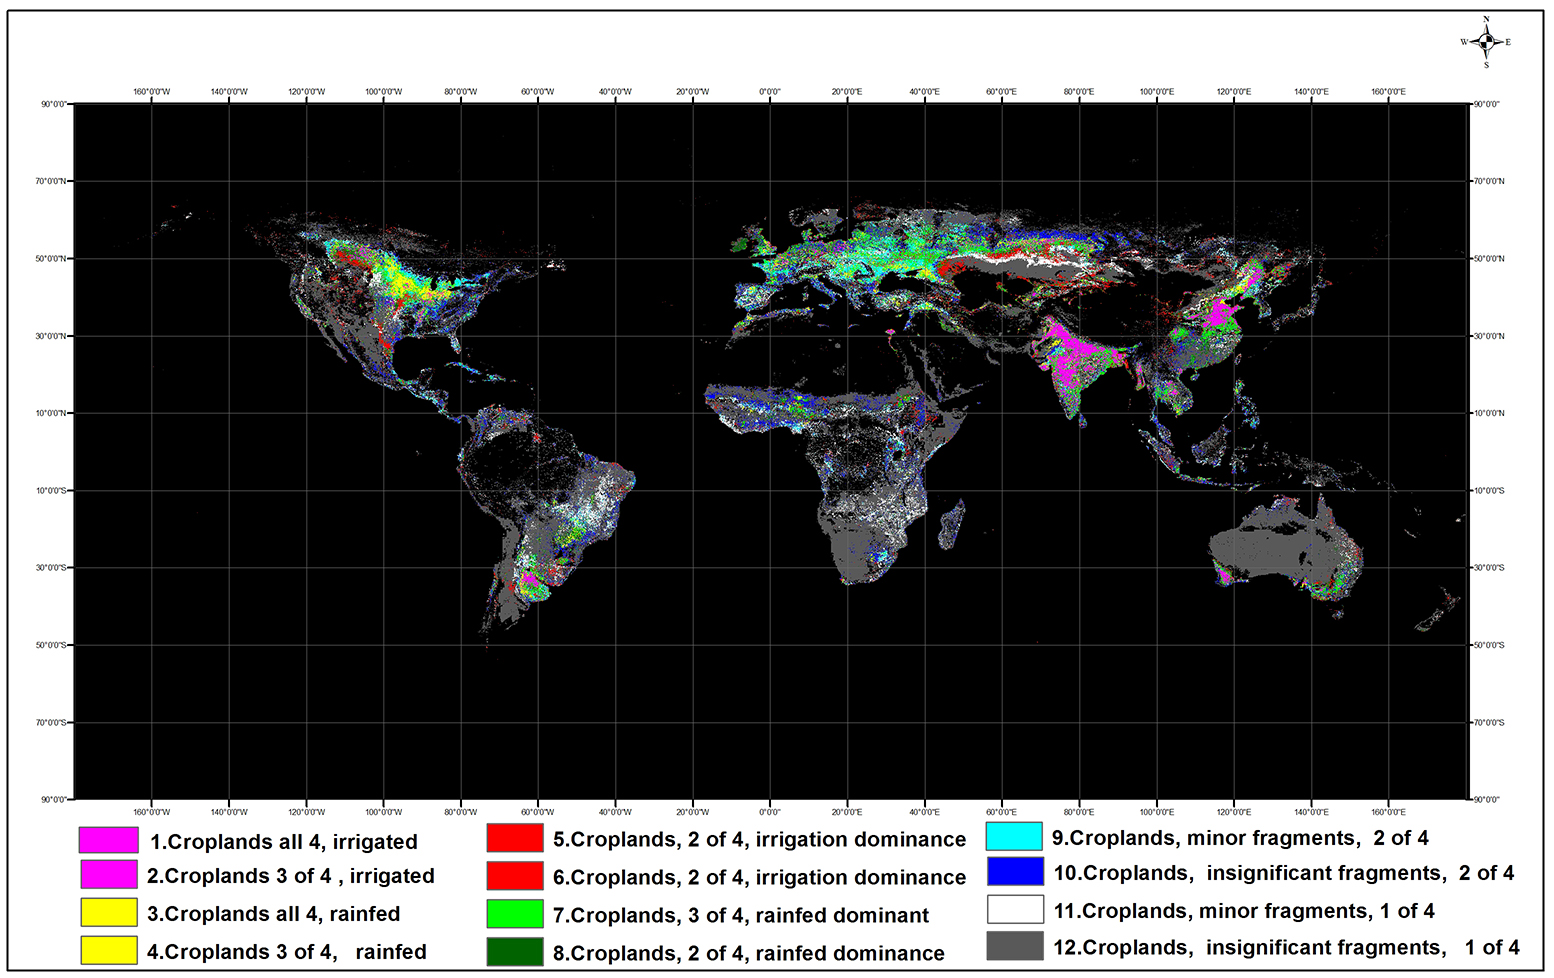 N
W E
S
160°0'0"W 140°0'0"W 120°0'0"W 100°0'0"W 80°0'0"W 60°0'0"W 40°0'0"W 20°0'0"W 0°0'0" 20°0'0"E 40°0'0"E 60°0'0"E 80°0'0"E 100°0'0"E 120°0'0"E 140°0'0"E 160°0'0"E
90°0'0" 90°0'0"
70°0'0"N 70°0'0"N
50°0'0"N 50°0'0"N
30°0'0"N 30°0'0"N
10°0'0"N 10°0'0"N
10°0'0"S 10°0'0"S
30°0'0"S 30°0'0"S
50°0'0"S 50°0'0"S
70°0'0"S 70°0'0"S
90°0'0" 90°0'0"
160°0'0"W 140°0'0"W 120°0'0"W 100°0'0"W 80°0'0"W 60°0'0"W 40°0'0"W 20°0'0"W 0°0'0" 20°0'0"E 40°0'0"E 60°0'0"E 80°0'0"E 100°0'0"E 120°0'0"E 140°0'0"E 160°0'0"E
1.Croplands all 4, irrigated
2.Croplands 3 of 4 , irrigated
3.Croplands all 4, rainfed
4.Croplands 3 of 4, rainfed
5.Croplands, 2 of 4, irrigation dominance
6.Croplands, 2 of 4, irrigation dominance
7.Croplands, 3 of 4, rainfed dominant
8.Croplands, 2 of 4, rainfed dominance
9.Croplands, minor fragments, 2 of 4
10.Croplands, insignificant fragments, 2 of 4
11.Croplands, minor fragments, 1 of 4
12.Croplands, insignificant fragments, 1 of 4